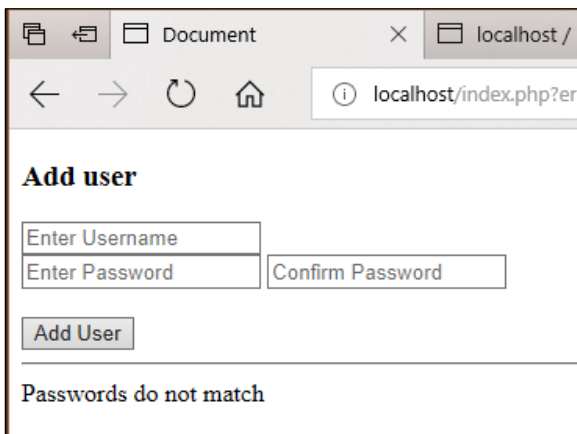 Document localhost /
localhost/index.php?er
Add user
Enter Username
Enter Password Confirm Password
Add User
Passwords do not match